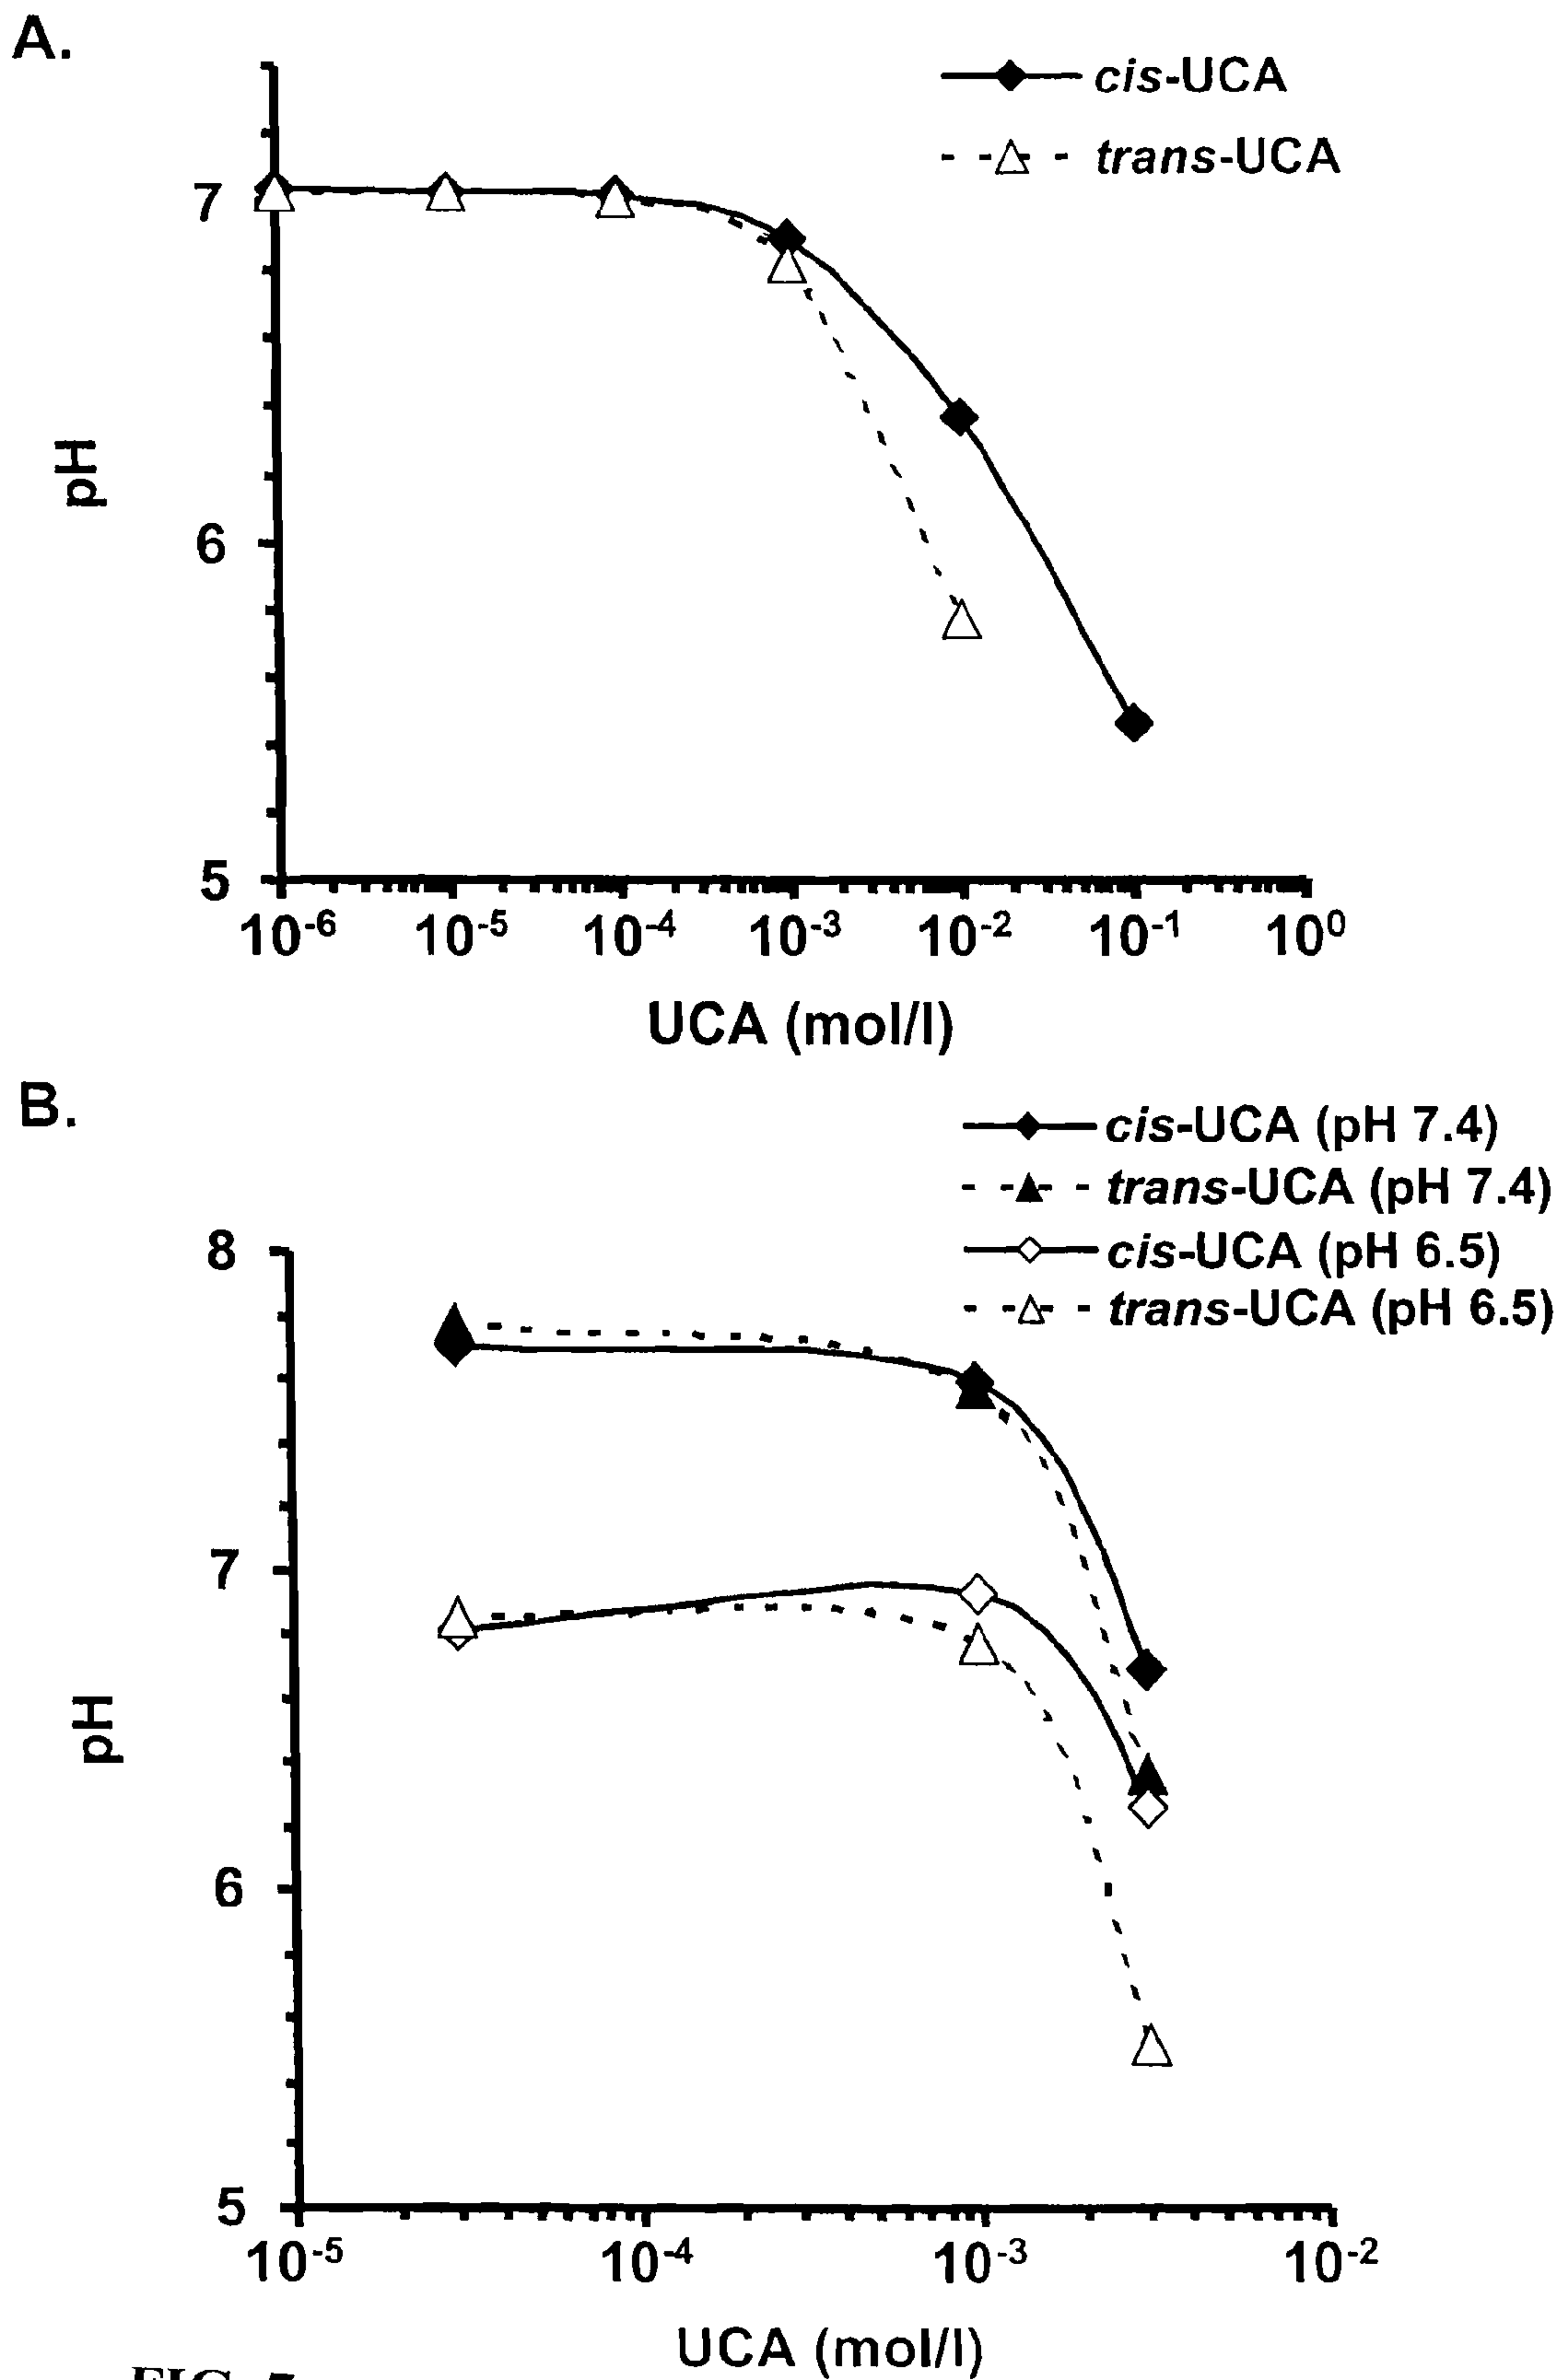 A.
cis-UCA
trans-UCA
7
6
5
pH
10⁻⁶ 10⁻⁵ 10⁻⁴ 10⁻³ 10⁻² 10⁻¹ 10⁰
UCA (mol/l)
B.
cis-UCA (pH 7.4)
trans-UCA (pH 7.4)
cis-UCA (pH 6.5)
trans-UCA (pH 6.5)
8
7
6
5
pH
10⁻⁵ 10⁻⁴ 10⁻³ 10⁻²
UCA (mol/l)